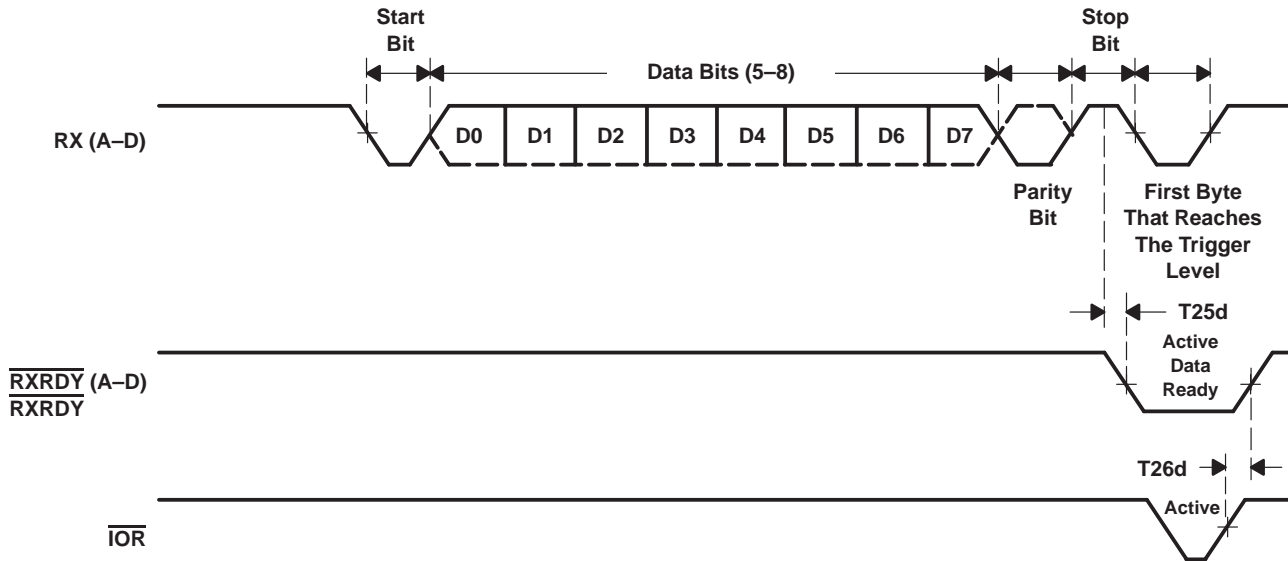 Start
Bit
Stop
Bit
Data Bits (5–8)
RX (A–D)
D0
D1
D2
D3
D4
D5
D6
D7
Parity
Bit
First Byte
That Reaches
The Trigger
Level
T25d
RXRDY (A–D)
RXRDY
Active
Data
Ready
T26d
IOR
Active